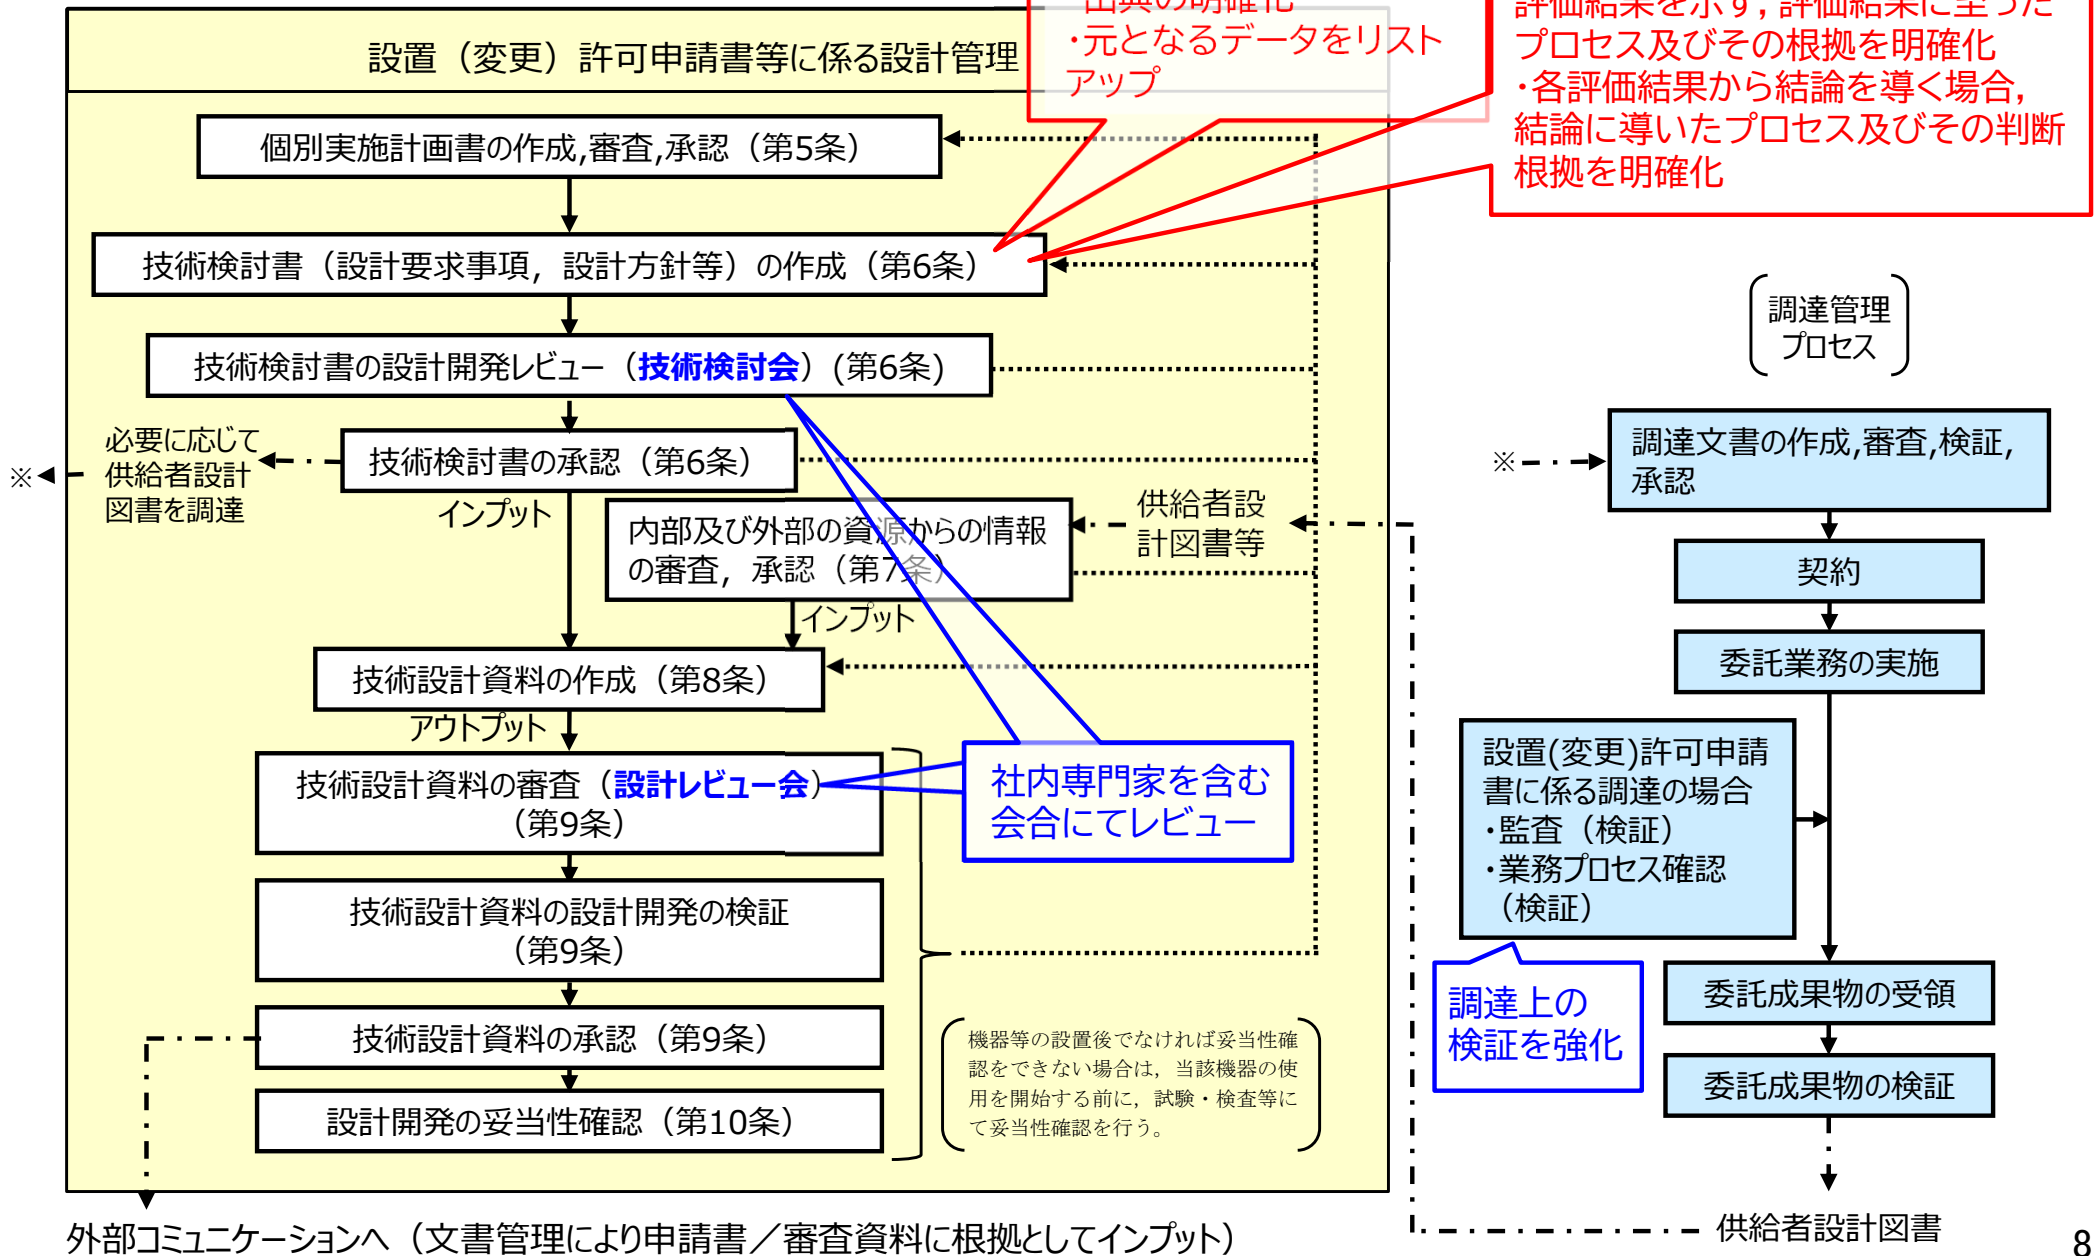 設置（変更）許可申請書等に係る設計管理
出典の明確化
・元となるデータをリスト
アップ
評価結果を示す，評価結果に至った
プロセス及びその根拠を明確化
・各評価結果から結論を導く場合，
結論に導いたプロセス及びその判断
根拠を明確化
個別実施計画書の作成,審査,承認（第5条）
技術検討書（設計要求事項，設計方針等）の作成（第6条）
技術検討書の設計開発レビュー（技術検討会）(第6条)
技術検討書の承認（第6条）
必要に応じて
供給者設計
図書を調達
※
インプット
内部及び外部の資源からの情報
の審査，承認（第7条）
供給者設
計図書等
インプット
技術設計資料の作成（第8条）
アウトプット
技術設計資料の審査（設計レビュー会）
（第9条）
社内専門家を含む
会合にてレビュー
技術設計資料の設計開発の検証
（第9条）
技術設計資料の承認（第9条）
設計開発の妥当性確認（第10条）
機器等の設置後でなければ妥当性確
認をできない場合は，当該機器の使
用を開始する前に，試験・検査等に
て妥当性確認を行う。
外部コミュニケーションへ（文書管理により申請書／審査資料に根拠としてインプット）
調達管理
プロセス
※
調達文書の作成,審査,検証,
承認
契約
委託業務の実施
設置(変更)許可申請
書に係る調達の場合
・監査（検証）
・業務プロセス確認
（検証）
調達上の
検証を強化
委託成果物の受領
委託成果物の検証
供給者設計図書
8